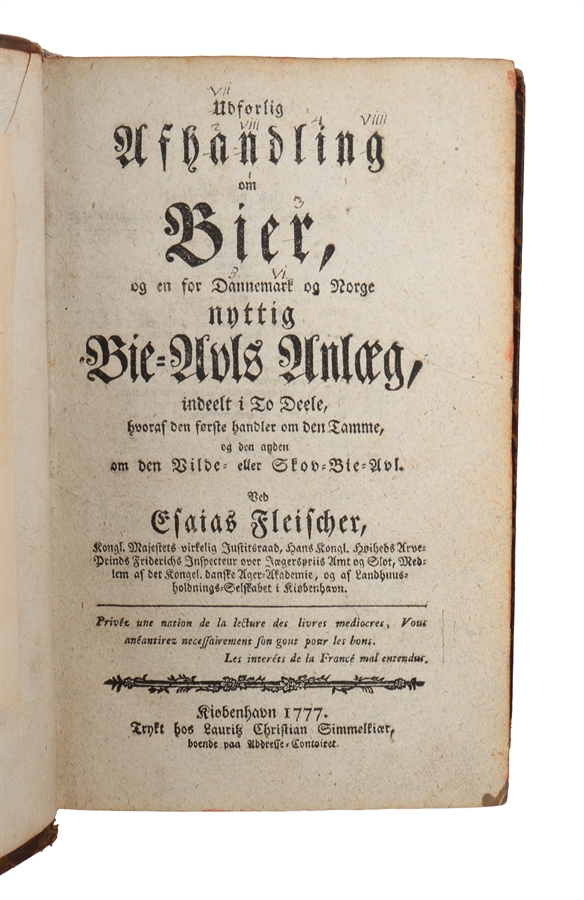 Udførlig
Afhandling
om
Bier,
og en for Dannemark og Norge
nyttig
Bie-Avls Anlæg,
indeelt i To Deele,
hvoraf den første handler om den Tamme,
og den anden
om den Vilde- eller Skov-Bie-Avl.
Ved
Esaias Fleischer,
Kongl. Majestets virkelig Justitsraad, Hans Kongl. Høiheds Arve-
Prinds Friderichs Inspecteur over Jægerspriis Amt og Slot, Med-
lem af det Kongel. danske Ager-Akademie, og af Landhuus-
holdnings-Selskabet i Kiøbenhavn.
Privéz une nation de la lecture des livres mediocres, Vous
anéantirez necessairement son gout pour les bons.
Les interéts de la Francé mal entendus.
Kiøbenhavn 1777.
Trykt hos Lauritz Christian Simmelkiær,
boende paa Addresse-Contoiret.